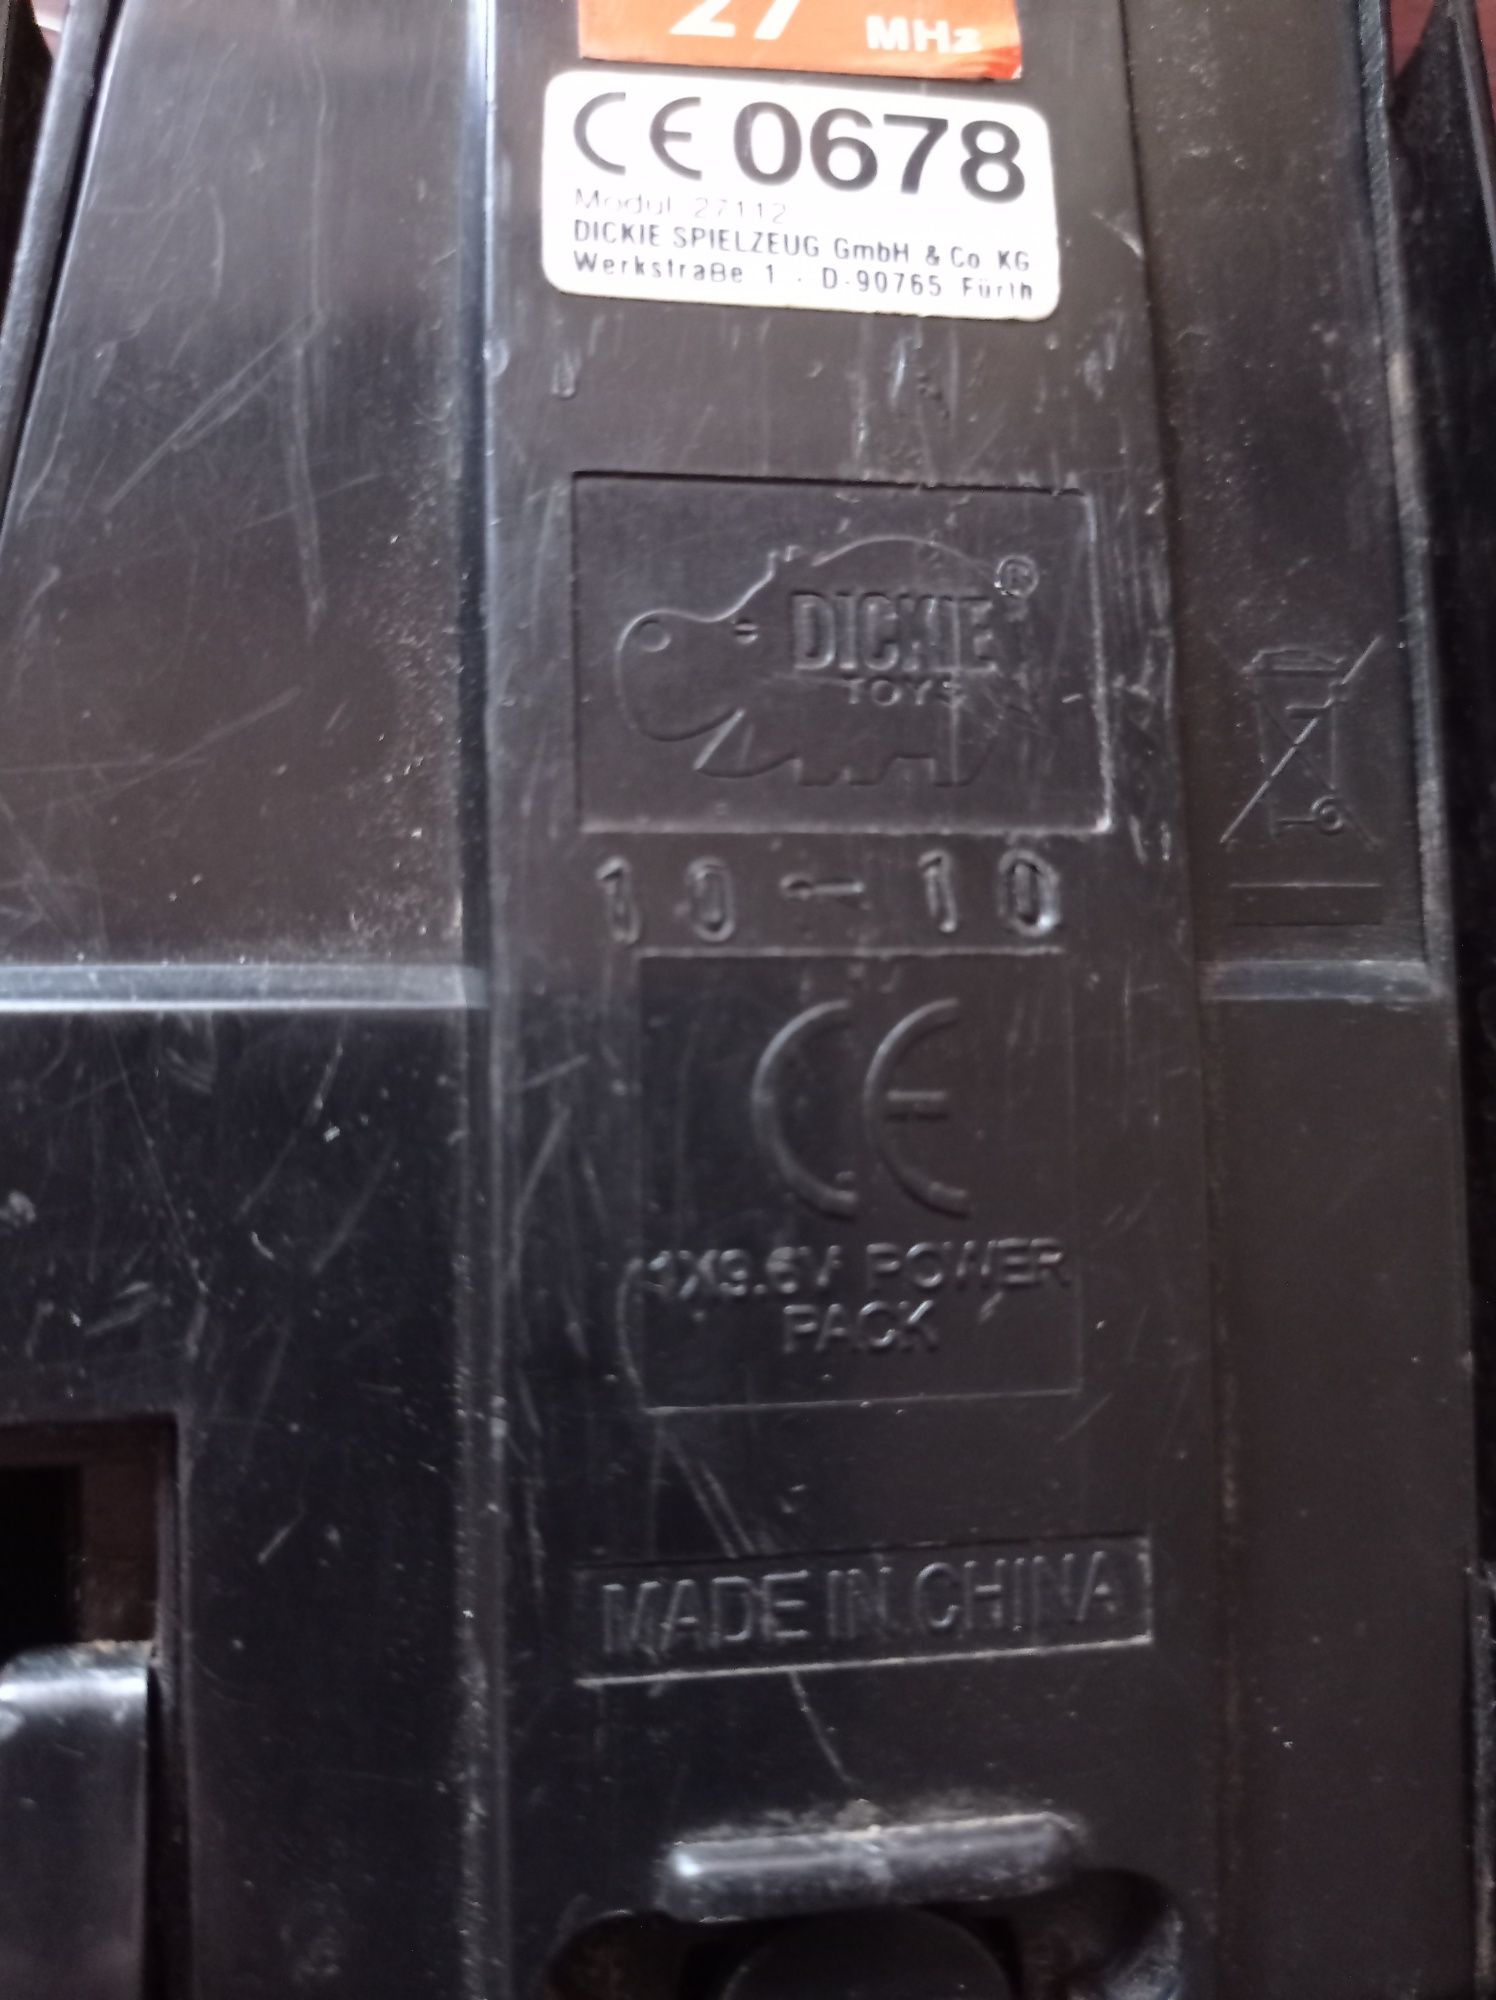 27 MHz
CE 0678
Modul 27112
DICKIE SPIELZEUG GmbH & Co KG
Werkstraße 1 · D-90765 Fürth
DICKIE®
TOYS
10 10
CE
1X9.6V POWER
PACK
MADE IN CHINA